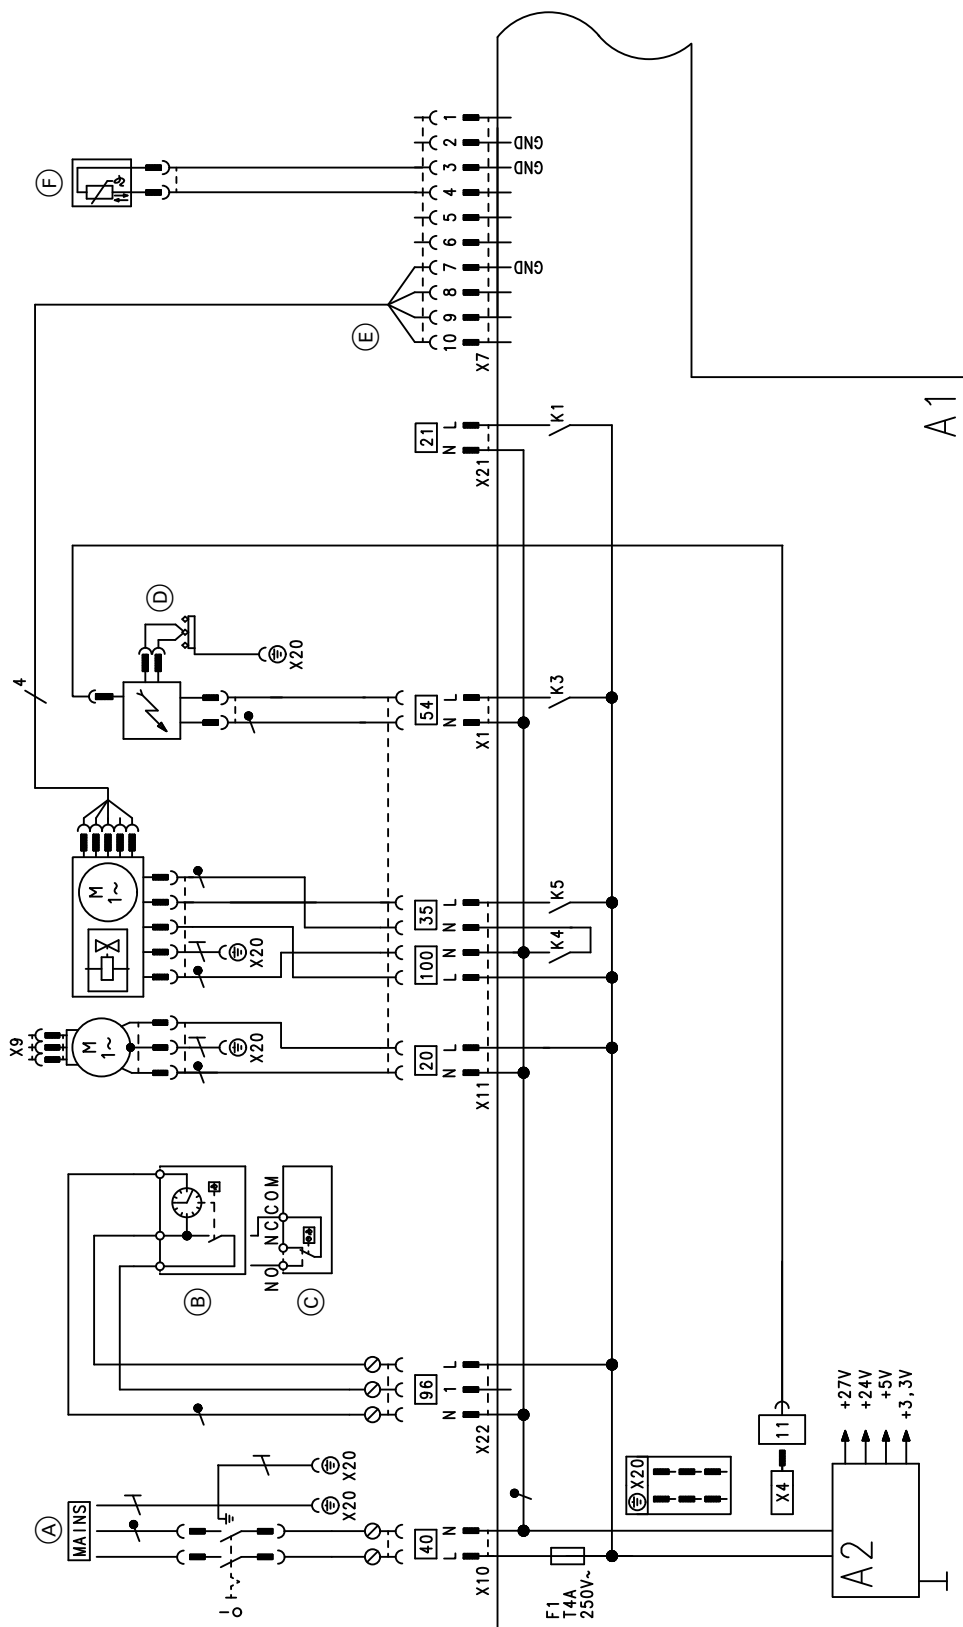 X9
4
A
MAINS
M
1~
M
1~
D
F
B
X20
X20
X20
NO NC COM
C
X20
X20
I O
E
40
96
20
100
35
54
21
L N
N 1 L
N L
L N
N L
N L
N L
10 9 8 7 6 5 4 3 2 1
X10
X22
X11
X1
X21
X7
GND
GND
GND
F1
T4A
250V~
K4
K5
K3
K1
X20
X4
11
A2
+27V
+24V
+5V
+3,3V
A1